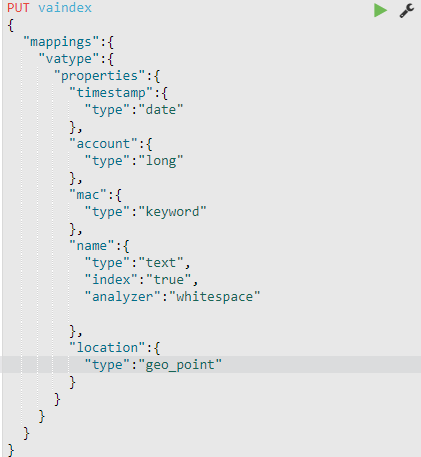 PUT vaindex
{
  "mappings":{
    "vatype":{
      "properties":{
        "timestamp":{
          "type":"date"
        },
        "account":{
          "type":"long"
        },
        "mac":{
          "type":"keyword"
        },
        "name":{
          "type":"text",
          "index":"true",
          "analyzer":"whitespace"

        },
        "location":{
          "type":"geo_point"
        }
      }
    }
  }
}